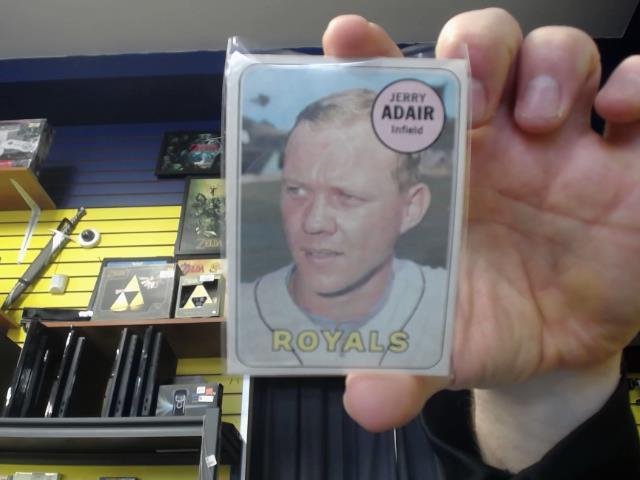 JERRY
ADAIR
Infield
ROYALS
ZELDA